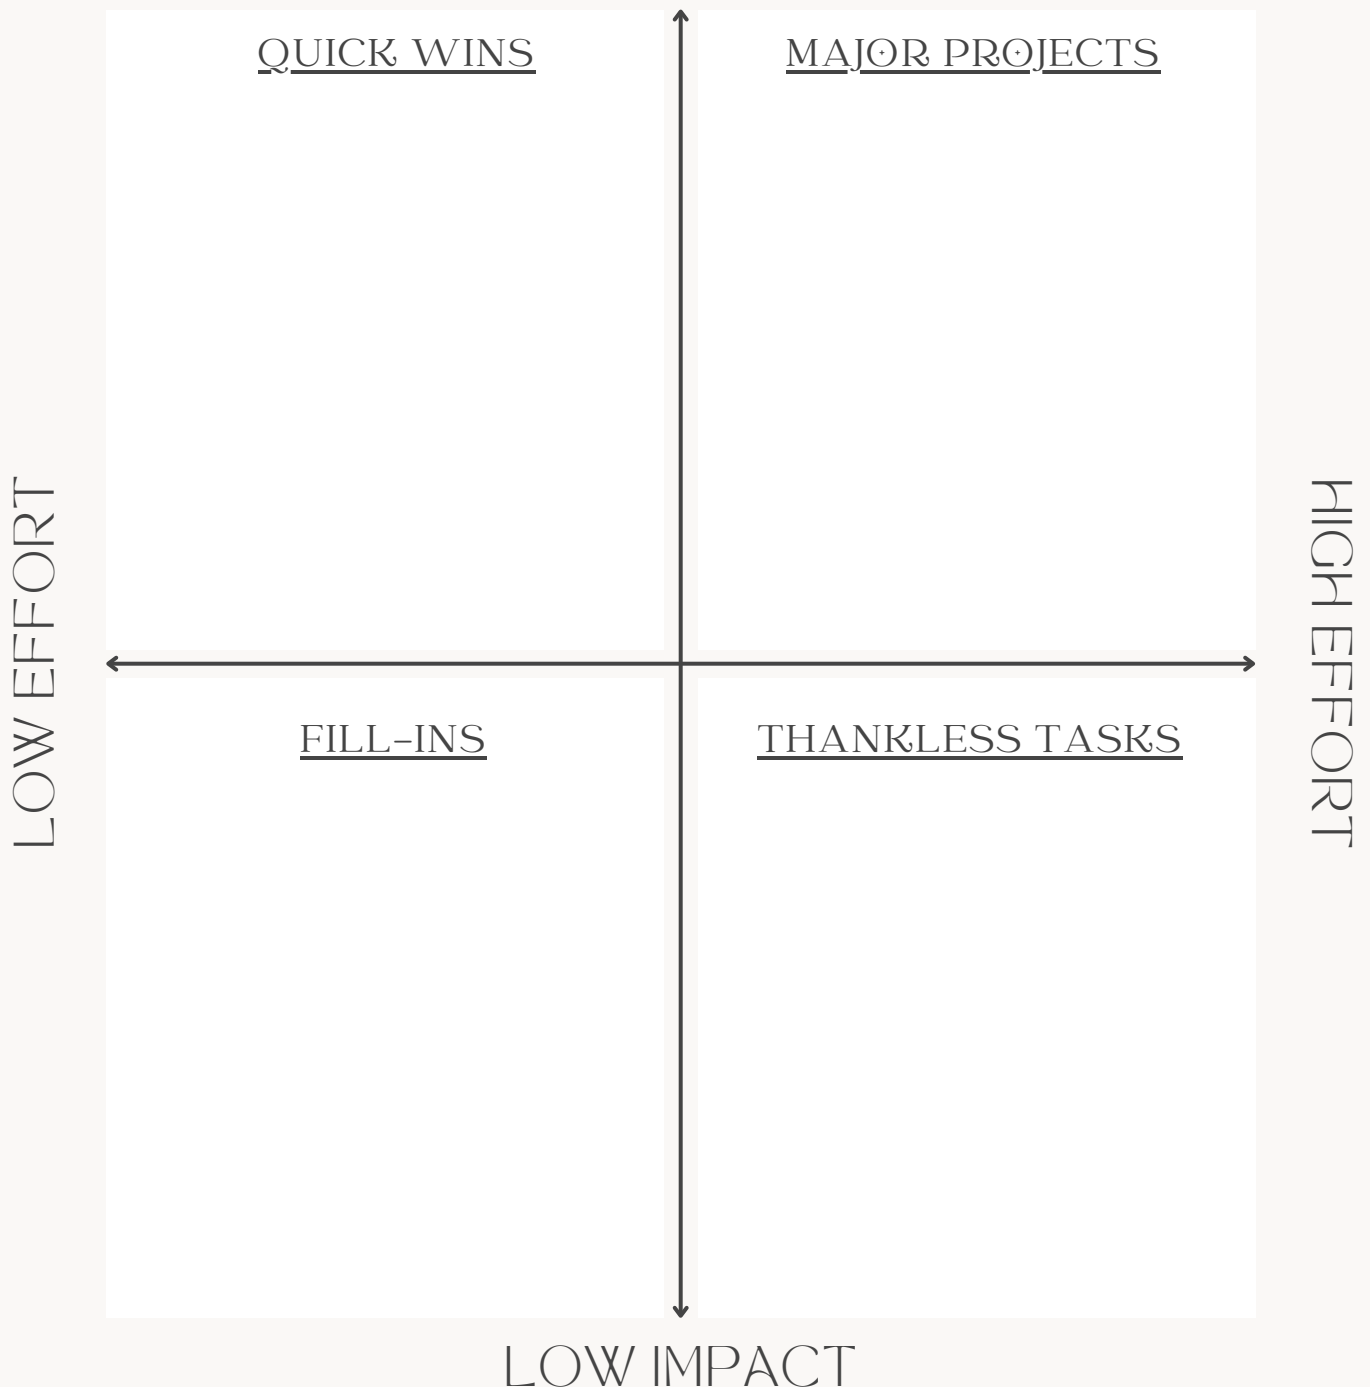 QUICK WINS
MAJOR PROJECTS
LOW EFFORT
HIGH EFFORT
FILL-INS
THANKLESS TASKS
LOW IMPACT